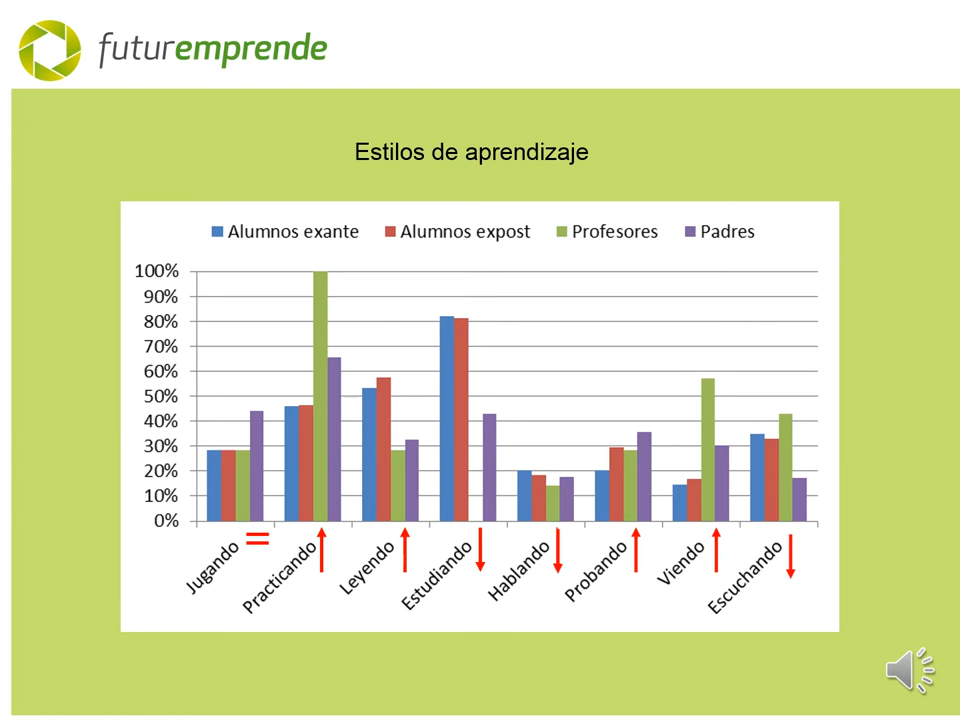 futuremprende
Estilos de aprendizaje
Alumnos exante Alumnos expost Profesores Padres
100%
90%
80%
70%
60%
50%
40%
30%
20%
10%
0%
Jugando
Practicando
Leyendo
Estudiando
Hablando
Probando
Viendo
Escuchando